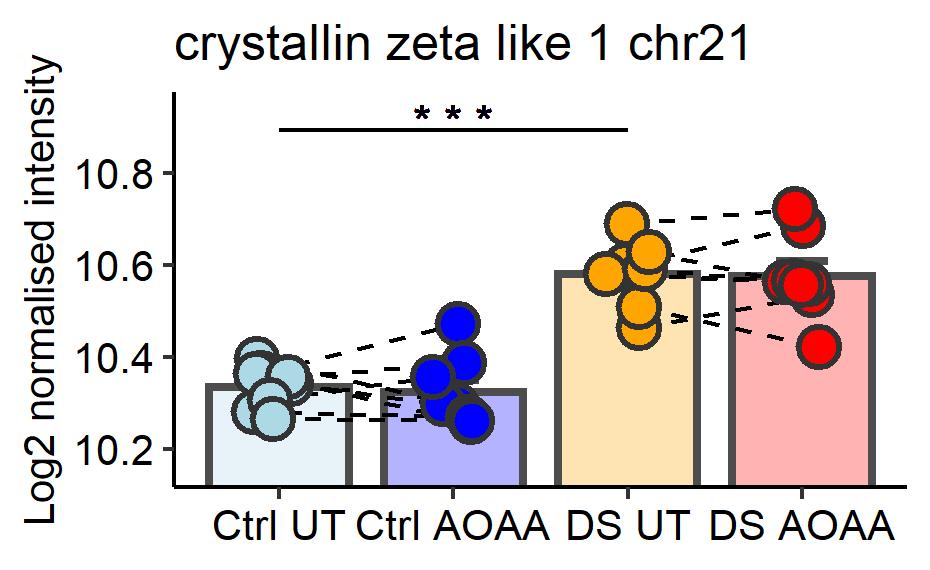 crystallin zeta like 1 chr21
Log2 normalised intensity
* * *
10.8
10.6
10.4
10.2
Ctrl UT Ctrl AOAA DS UT DS AOAA